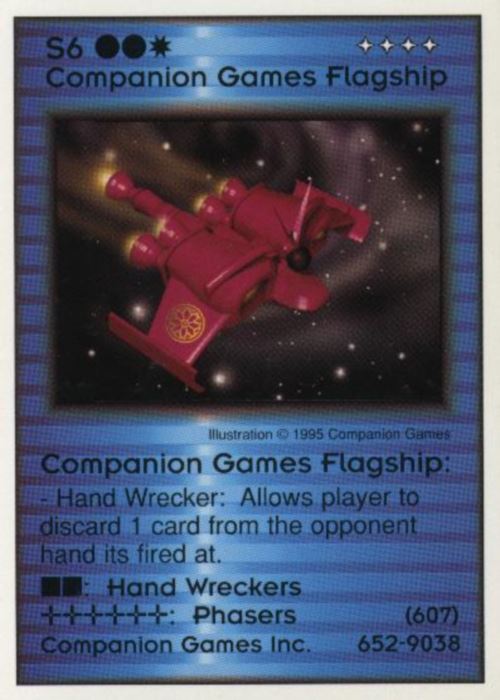 S6
Companion Games Flagship
Illustration © 1995 Companion Games
Companion Games Flagship:
- Hand Wrecker: Allows player to
discard 1 card from the opponent
hand its fired at.
■■: Hand Wreckers
✢✢✢✢✢✢: Phasers (607)
Companion Games Inc. 652-9038